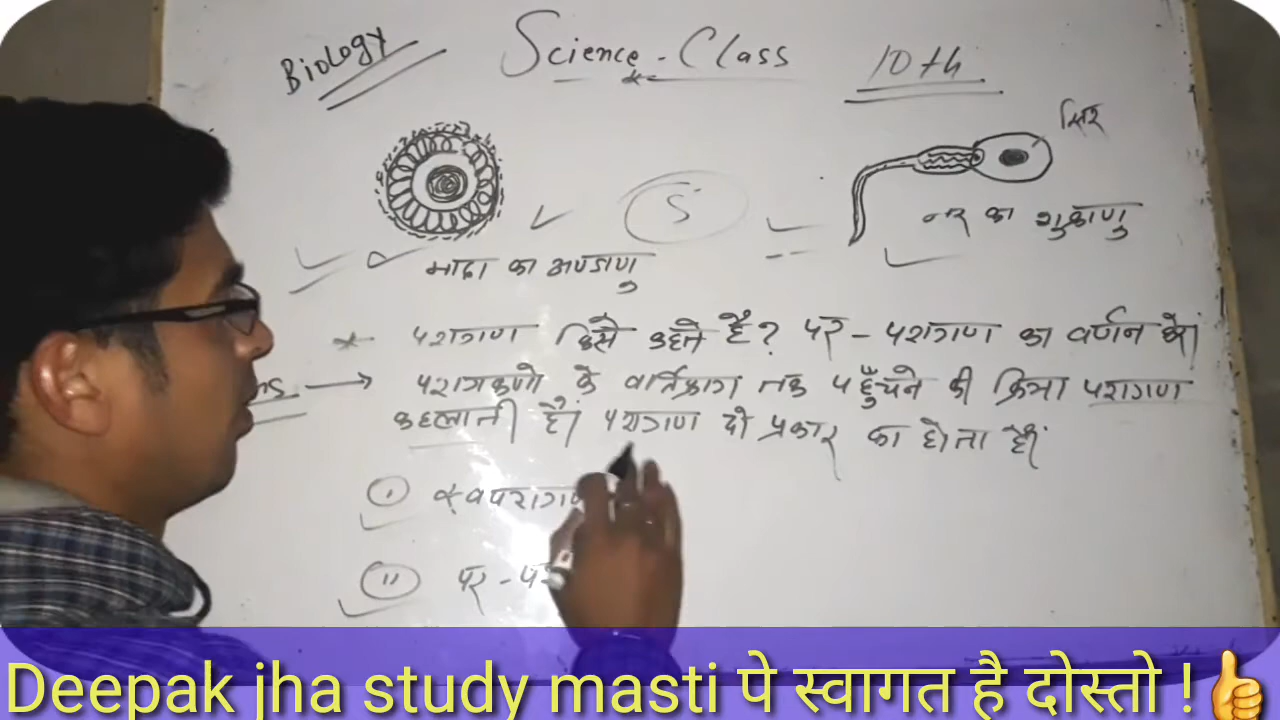 Biology
Science - Class 10th
सिर
S
नर का शुक्राणु
मादा का अण्डाणु
* परागण किसे कहते हैं? पर - परागण का वर्णन करें।
Ans → परागकणों के वर्तिकाग्र तक पहुँचने की क्रिया परागण
कहलाती है। परागण दो प्रकार का होता है।
(i) स्वपरागण
(ii) पर - प
Deepak jha study masti पे स्वागत है दोस्तो ! 👍